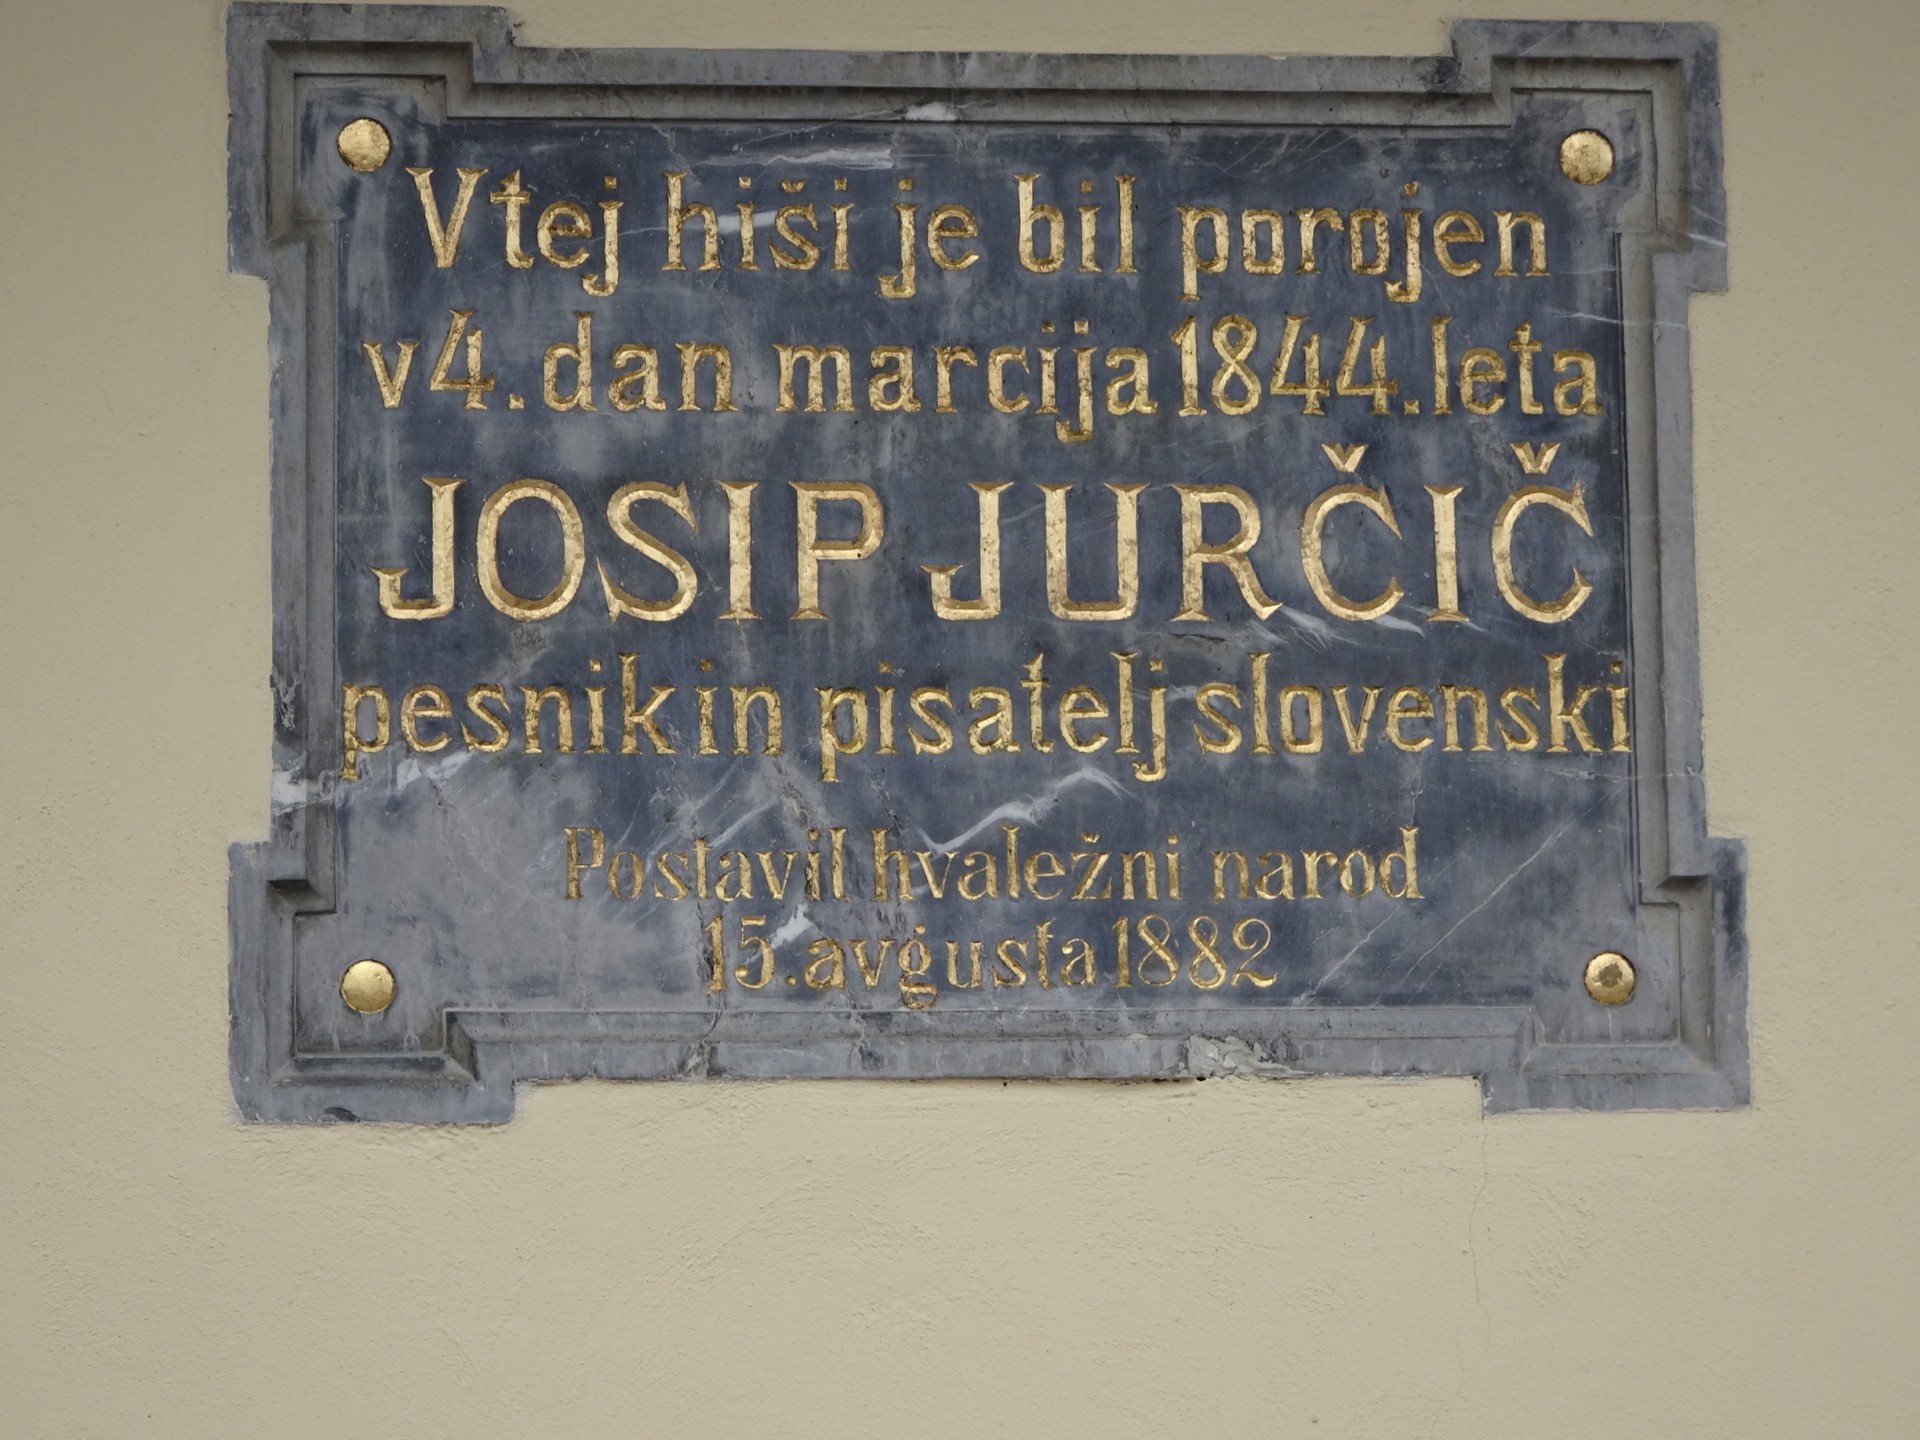 V tej hiši je bil porojen
v 4. dan marcija 1844. leta
JOSIP JURČIČ
pesnik in pisatelj slovenski
Postavil hvaležni narod
15. avgusta 1882